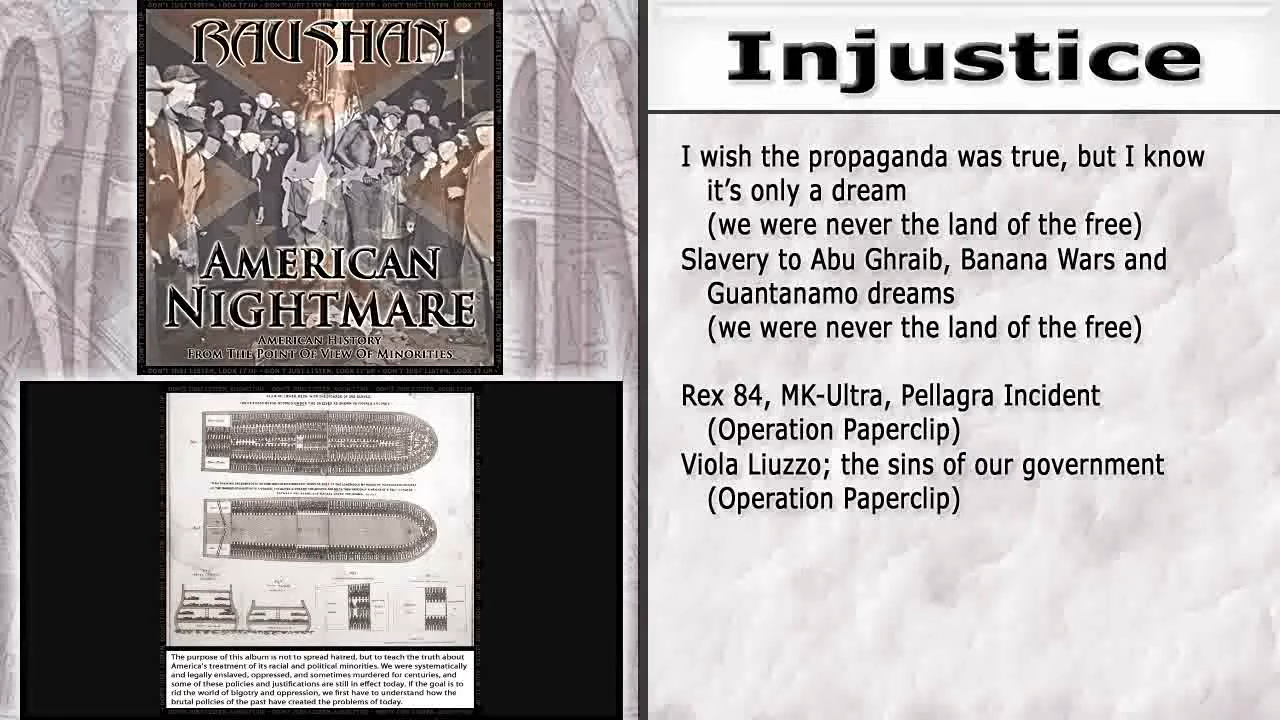 DON'T JUST LISTEN, LOOK IT UP
RAUSHAN
AMERICAN
NIGHTMARE
AMERICAN HISTORY
FROM THE POINT OF VIEW OF MINORITIES
The purpose of this album is not to spread hatred, but to teach the truth about
America's treatment of its racial and political minorities. We were systematically
and legally enslaved, oppressed, and sometimes murdered for centuries, and
some of these policies and justifications are still in effect today. If the goal is to
rid the world of bigotry and oppression, we first have to understand how the
brutal policies of the past have created the problems of today.
Injustice
I wish the propaganda was true, but I know
it's only a dream
(we were never the land of the free)
Slavery to Abu Ghraib, Banana Wars and
Guantanamo dreams
(we were never the land of the free)
Rex 84, MK-Ultra, Pellagra Incident
(Operation Paperclip)
Viola Liuzzo; the sins of our government
(Operation Paperclip)